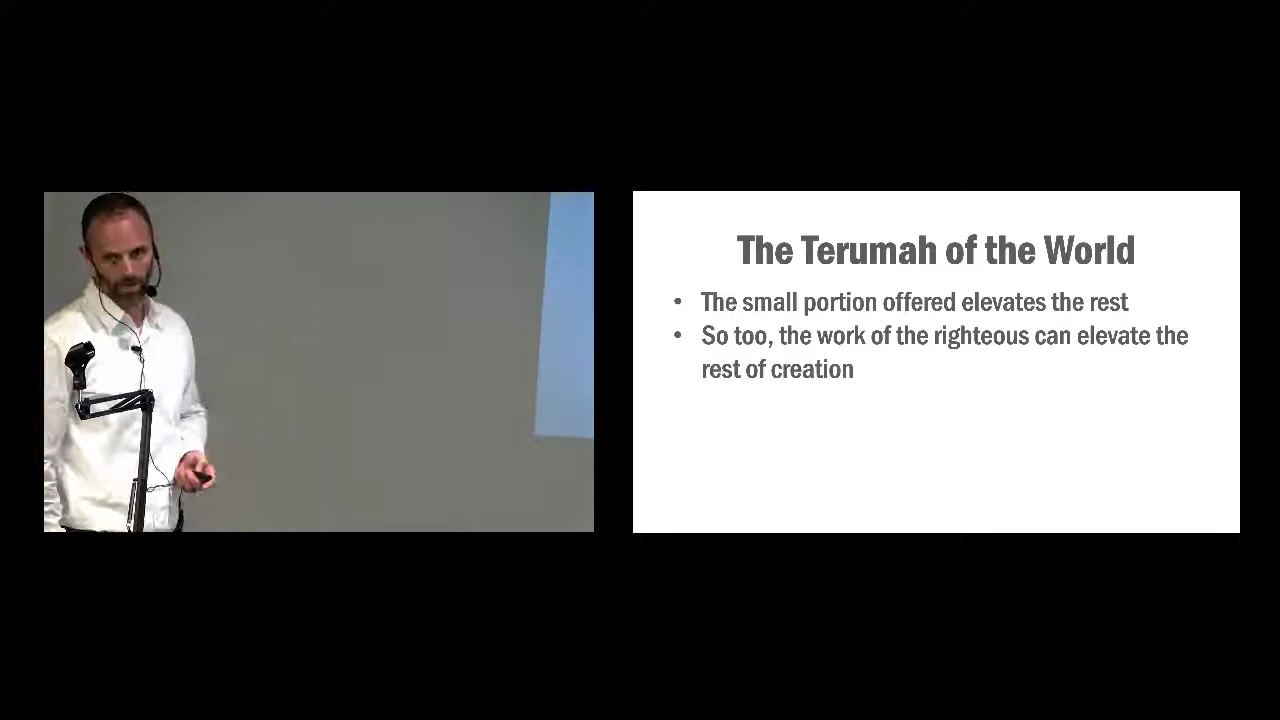 The Terumah of the World
• The small portion offered elevates the rest
• So too, the work of the righteous can elevate the
rest of creation